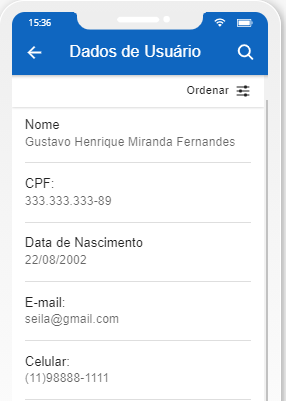 15:36
Dados de Usuário
Ordenar
Nome
Gustavo Henrique Miranda Fernandes
CPF:
333.333.333-89
Data de Nascimento
22/08/2002
E-mail:
seila@gmail.com
Celular:
(11)98888-1111